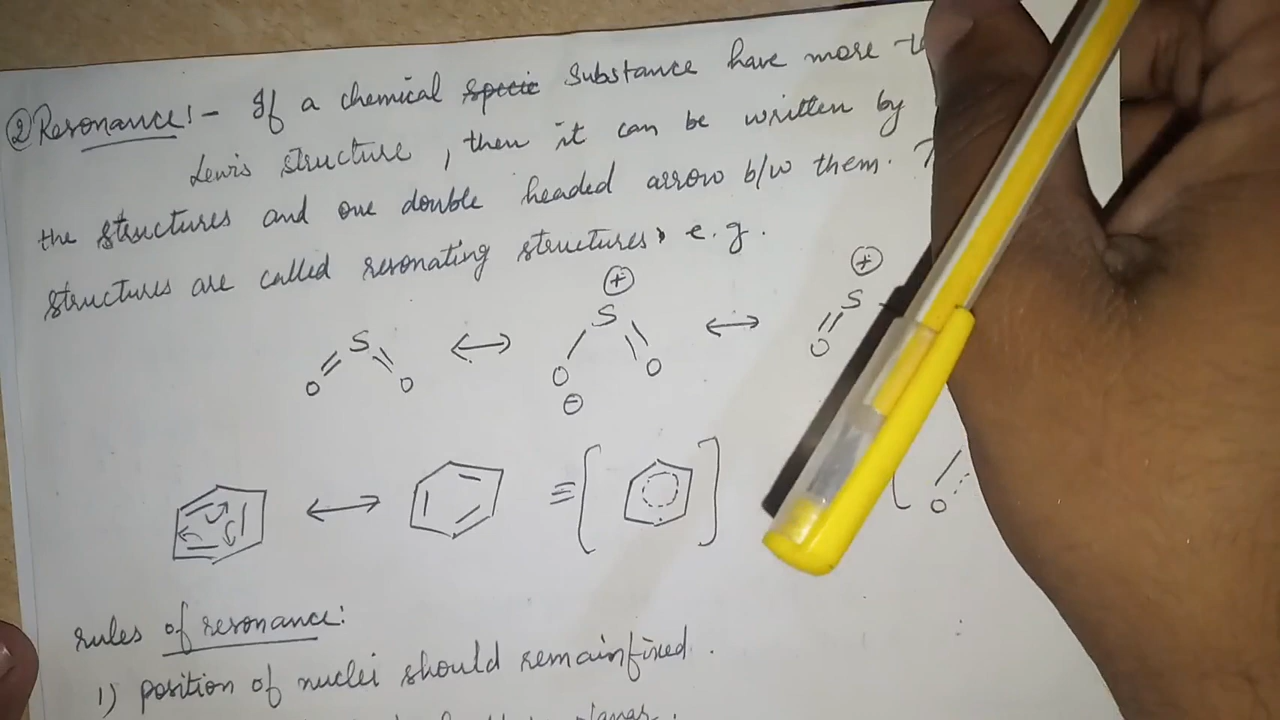 ② Resonance:- If a chemical specie substance have more
Lewis structure, then it can be written by
the structures and one double headed arrow b/w them.
structures are called resonating structures, e.g.
S ⊕ S ⊕ S
O O ↔ O O ↔ O
⊖
↔ ≡ [ ] O
rules of resonance:
1) position of nuclei should remain fixed.
planar.